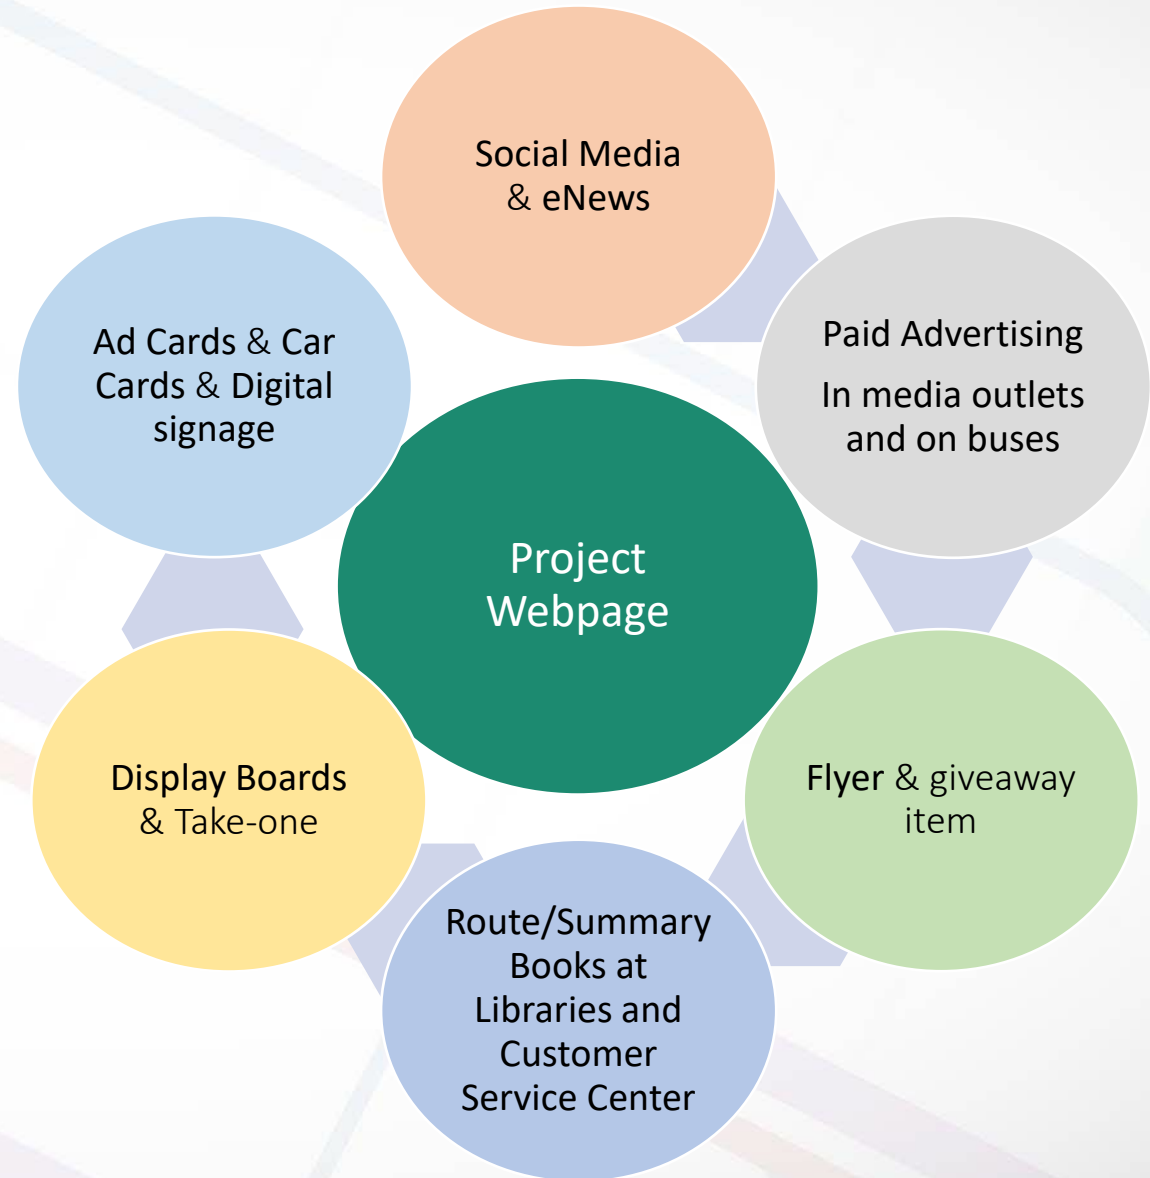 Social Media
& eNews
Paid Advertising
In media outlets
and on buses
Ad Cards & Car
Cards & Digital
signage
Project
Webpage
Display Boards
& Take-one
Flyer & giveaway
item
Route/Summary
Books at
Libraries and
Customer
Service Center